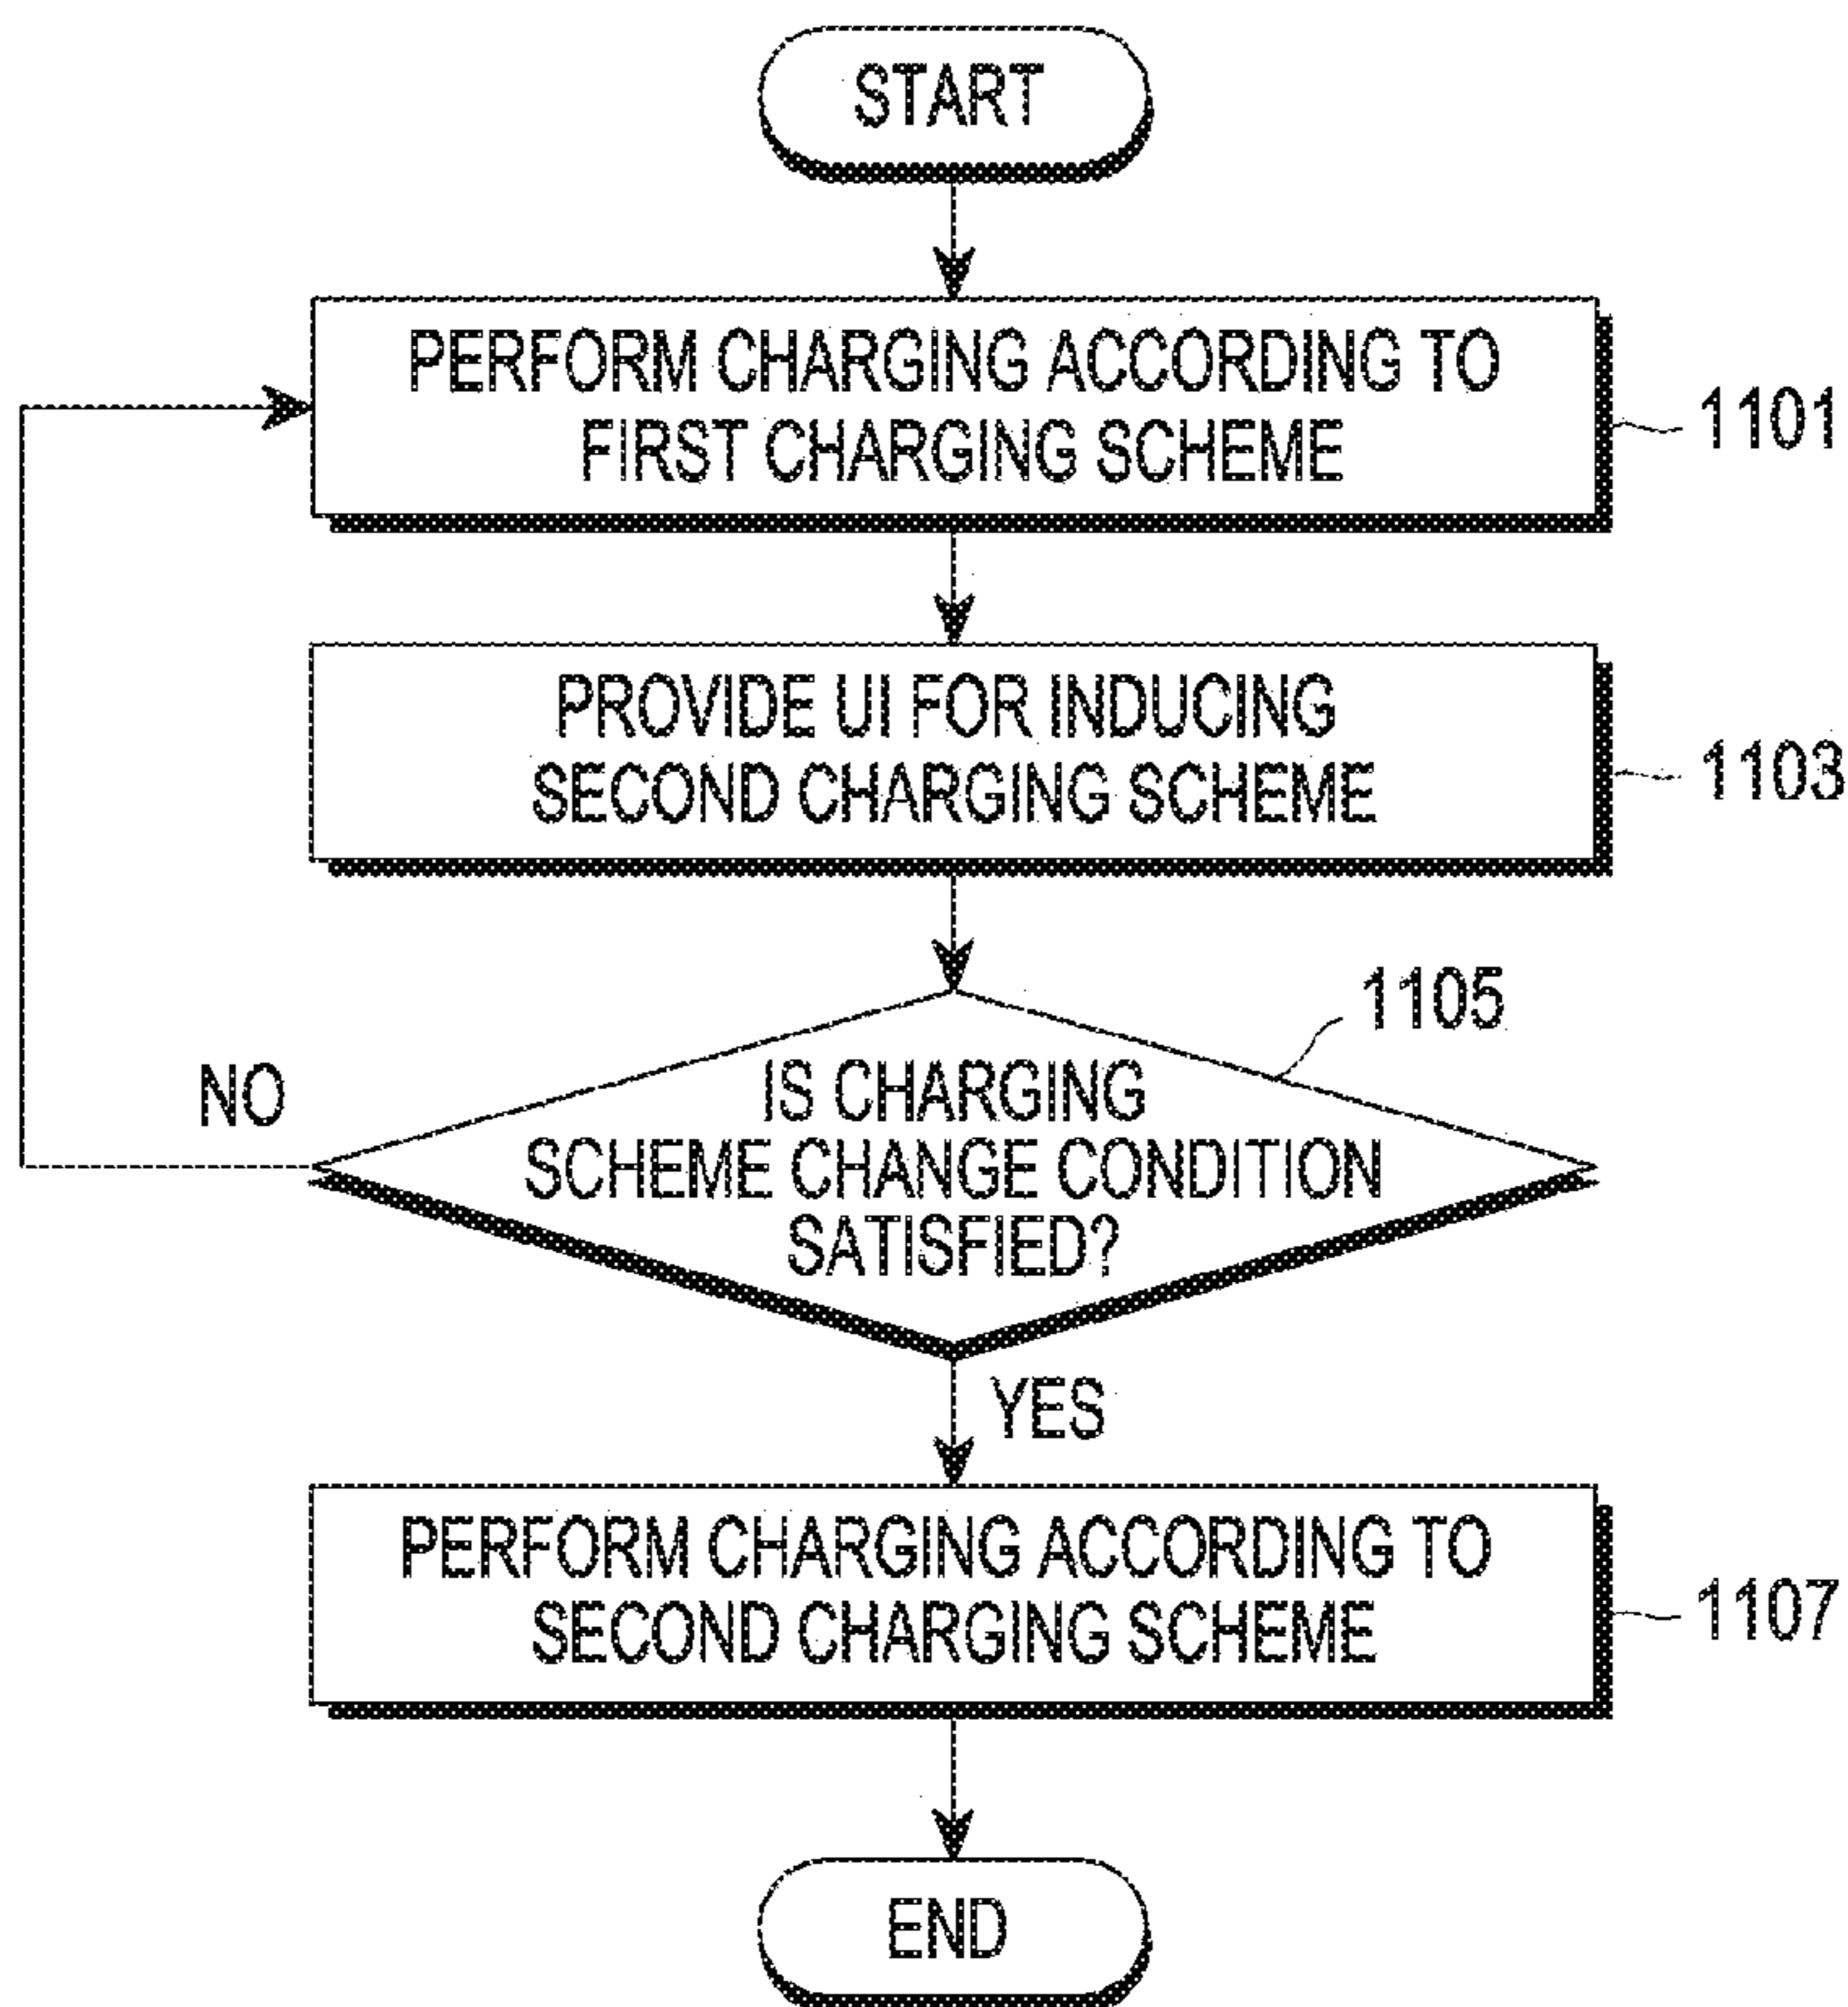 START
PERFORM CHARGING ACCORDING TO
FIRST CHARGING SCHEME
1101
PROVIDE UI FOR INDUCING
SECOND CHARGING SCHEME
1103
1105
IS CHARGING
SCHEME CHANGE CONDITION
SATISFIED?
NO
YES
PERFORM CHARGING ACCORDING TO
SECOND CHARGING SCHEME
1107
END